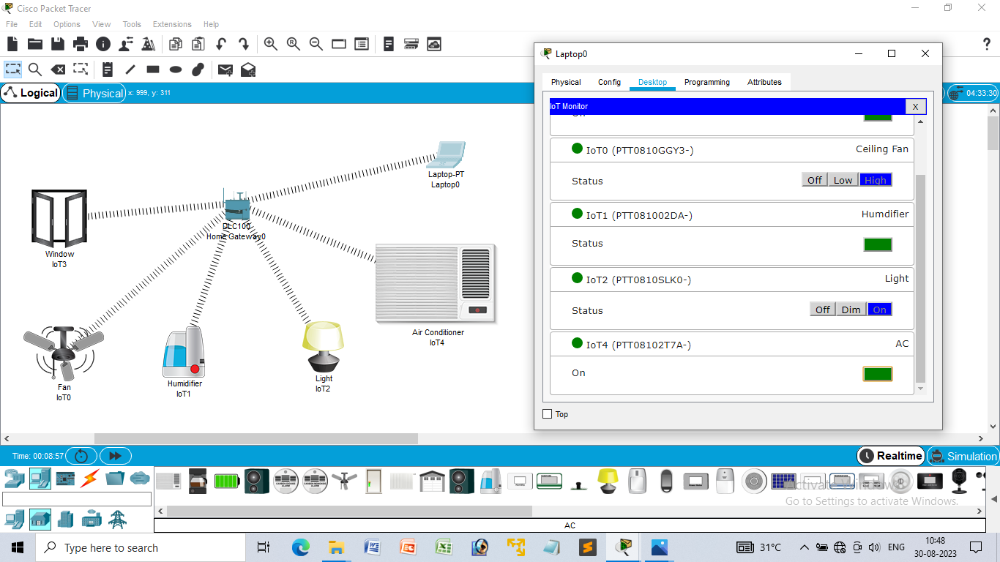 Cisco Packet Tracer
File Edit Options View Tools Extensions Help
Logical
Physical
x: 999, y: 311
04:33:30
Laptop-PT
Laptop0
DLC100
Home Gateway0
Window
IoT3
Air Conditioner
IoT4
Fan
IoT0
Humidifier
IoT1
Light
IoT2
Laptop0
Physical Config Desktop Programming Attributes
IoT Monitor X
IoT0 (PTT0810GGY3-) Ceiling Fan
Status Off Low High
IoT1 (PTT081002DA-) Humdifier
Status
IoT2 (PTT0810SLK0-) Light
Status Off Dim On
IoT4 (PTT08102T7A-) AC
On
Top
Time: 00:08:57
Realtime Simulation
Activate Windows
Go to Settings to activate Windows.
AC
Type here to search
31°C
ENG
10:48
30-08-2023